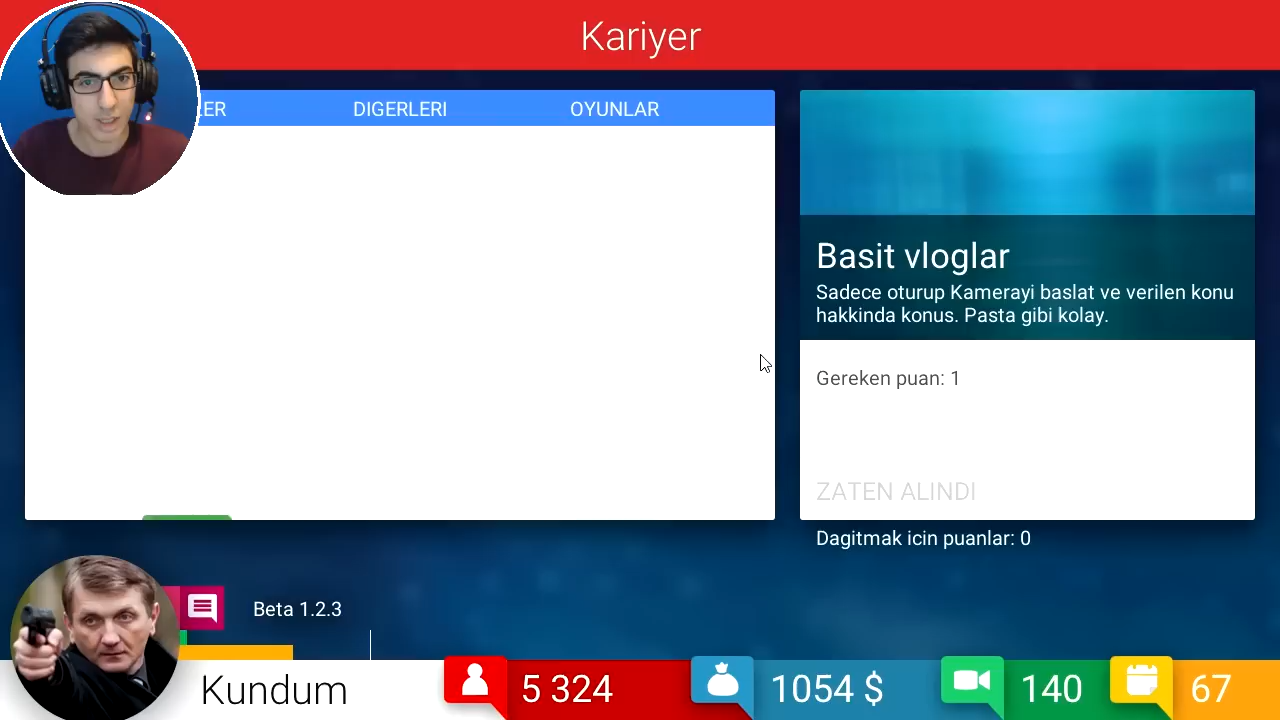 Kariyer
LER
DIGERLERI
OYUNLAR
Basit vloglar
Sadece oturup Kamerayi baslat ve verilen konu
hakkinda konus. Pasta gibi kolay.
Gereken puan: 1
ZATEN ALINDI
Dagitmak icin puanlar: 0
Beta 1.2.3
Kundum
5 324
1054 $
140
67